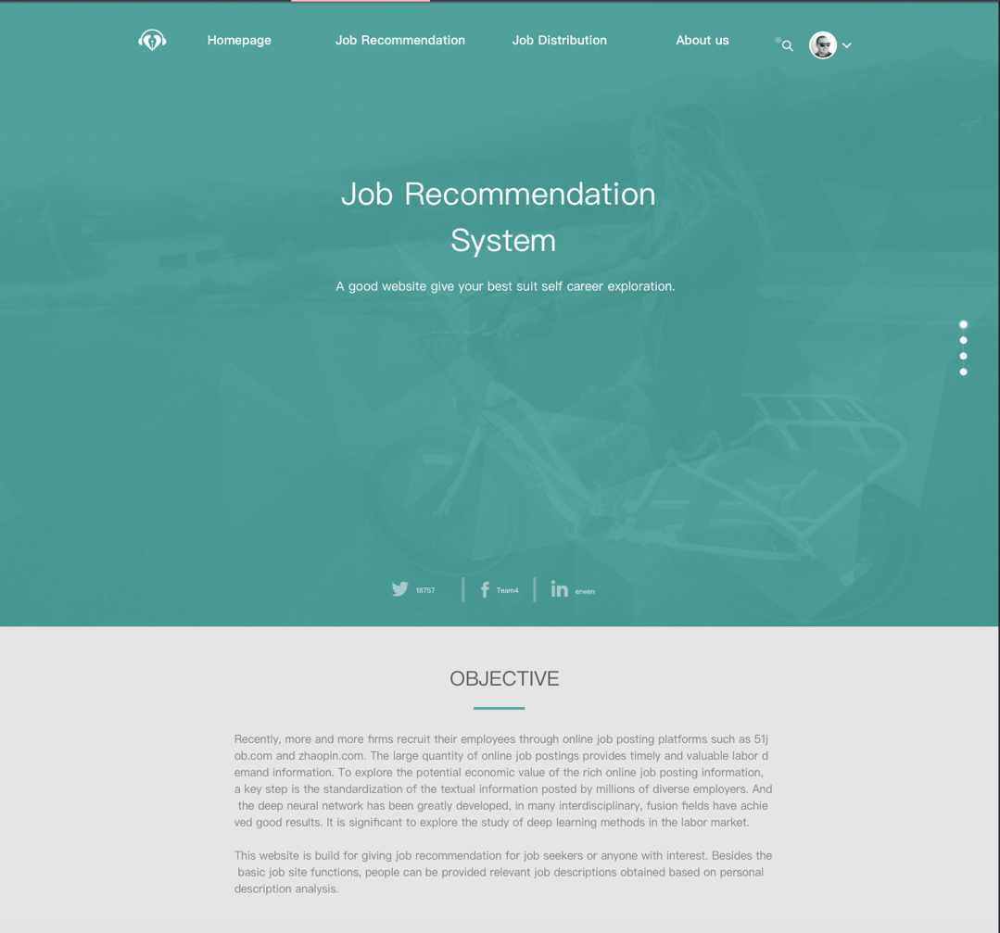 Homepage
Job Recommendation
Job Distribution
About us
Job Recommendation
System
A good website give your best suit self career exploration.
18757
Team4
in erwen
OBJECTIVE
Recently, more and more firms recruit their employees through online job posting platforms such as 51j
ob.com and zhaopin.com. The large quantity of online job postings provides timely and valuable labor d
emand information. To explore the potential economic value of the rich online job posting information,
a key step is the standardization of the textual information posted by millions of diverse employers. And
the deep neural network has been greatly developed, in many interdisciplinary, fusion fields have achie
ved good results. It is significant to explore the study of deep learning methods in the labor market.
This website is build for giving job recommendation for job seekers or anyone with interest. Besides the
basic job site functions, people can be provided relevant job descriptions obtained based on personal
description analysis.